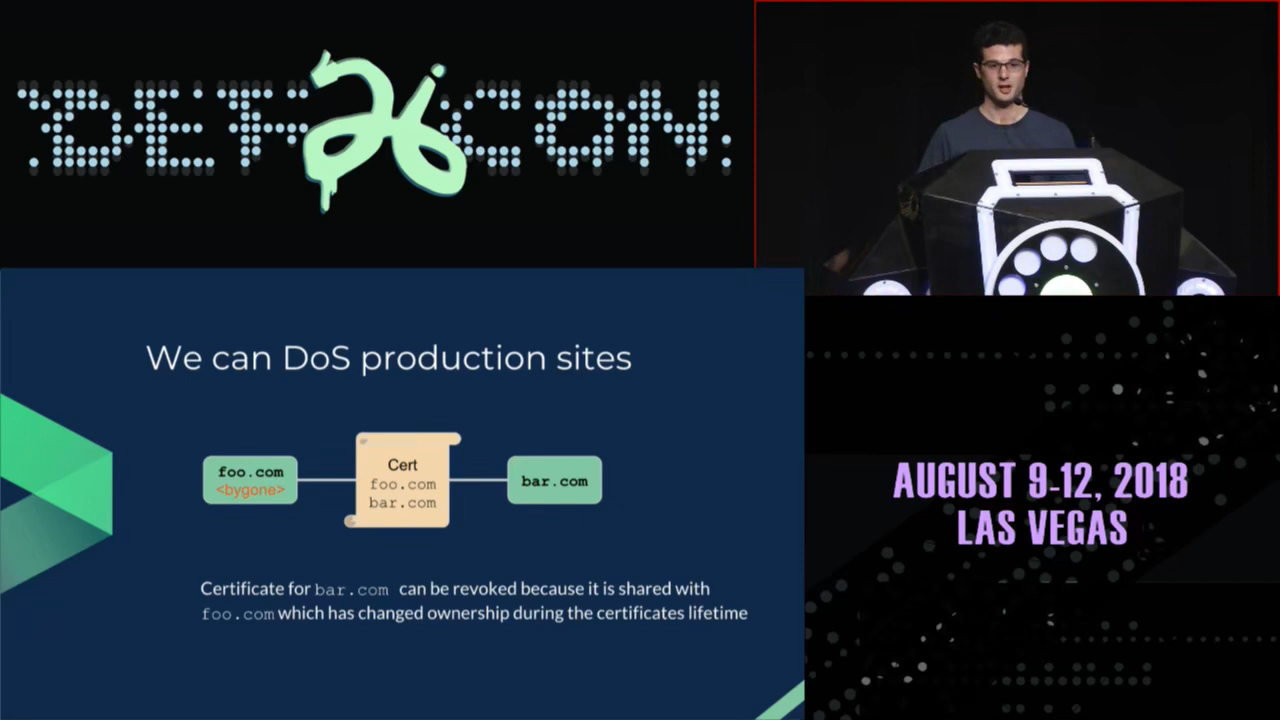 DEF 26 CON
We can DoS production sites
foo.com
<bygone>
Cert
foo.com
bar.com
bar.com
Certificate for bar.com can be revoked because it is shared with
foo.com which has changed ownership during the certificates lifetime
AUGUST 9-12, 2018
LAS VEGAS